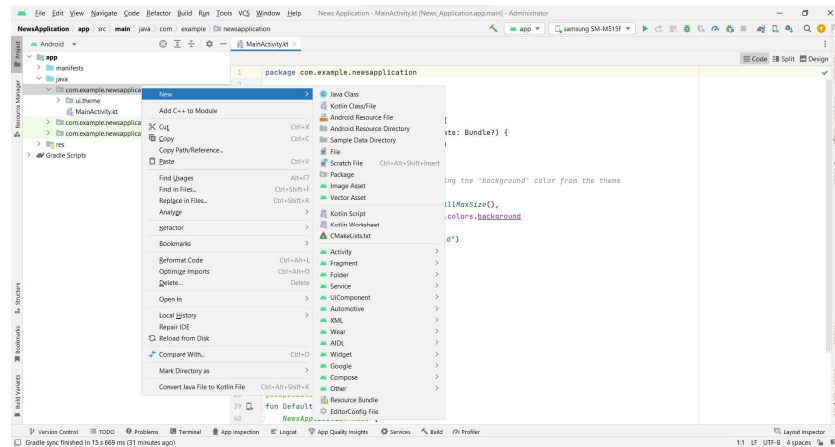 File Edit View Navigate Code Refactor Build Run Tools VCS Window Help News Application - MainActivity.kt [News_Application.app.main] - Administrator
NewsApplication app src main java com example newsapplication
app samsung SM-M515F
Project
Android
MainActivity.kt
app
Code Split Design
manifests
1 package com.example.newsapplication
java
com.example.newsapplica
ui.theme
MainActivity.kt
com.example.newsapplica
com.example.newsapplica
res
Gradle Scripts
Resource Manager
New
Add C++ to Module
Cut Ctrl+X
Copy Ctrl+C
Copy Path/Reference...
Paste Ctrl+V
Find Usages Alt+F7
Find in Files... Ctrl+Shift+F
Replace in Files... Ctrl+Shift+R
Analyze
Refactor
Bookmarks
Reformat Code Ctrl+Alt+L
Optimize Imports Ctrl+Alt+O
Delete... Delete
Open In
Local History
Repair IDE
Reload from Disk
Compare With... Ctrl+D
Mark Directory as
Convert Java File to Kotlin File Ctrl+Alt+Shift+K
Java Class
Kotlin Class/File
Android Resource File
Android Resource Directory
Sample Data Directory
File
Scratch File Ctrl+Alt+Shift+Insert
Package
Image Asset
Vector Asset
Kotlin Script
Kotlin Worksheet
CMakeLists.txt
Activity
Fragment
Folder
Service
UiComponent
Automotive
XML
Wear
AIDL
Widget
Google
Compose
Other
Resource Bundle
EditorConfig File
{
ate: Bundle?) {
)
ing the 'background' color from the theme
illMaxSize(),
.colors.background
d")
39 fun Default
40
Structure
Bookmarks
Build Variants
Version Control TODO Problems Terminal App Inspection Logcat App Quality Insights Services Build Profiler Layout Inspector
Gradle sync finished in 15 s 669 ms (31 minutes ago) 1:1 LF UTF-8 4 spaces